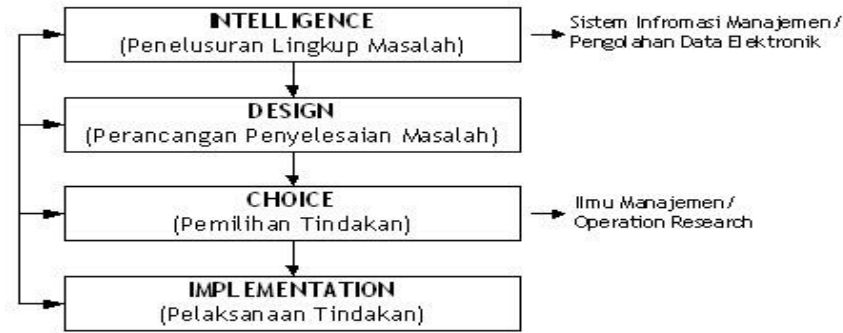 INTELLIGENCE
(Penelusuran Lingkup Masalah)
Sistem Infromasi Manajemen/
Pengolahan Data Elektronik
DESIGN
(Perancangan Penyelesaian Masalah)
CHOICE
(Pemilihan Tindakan)
Ilmu Manajemen/
Operation Research
IMPLEMENTATION
(Pelaksanaan Tindakan)